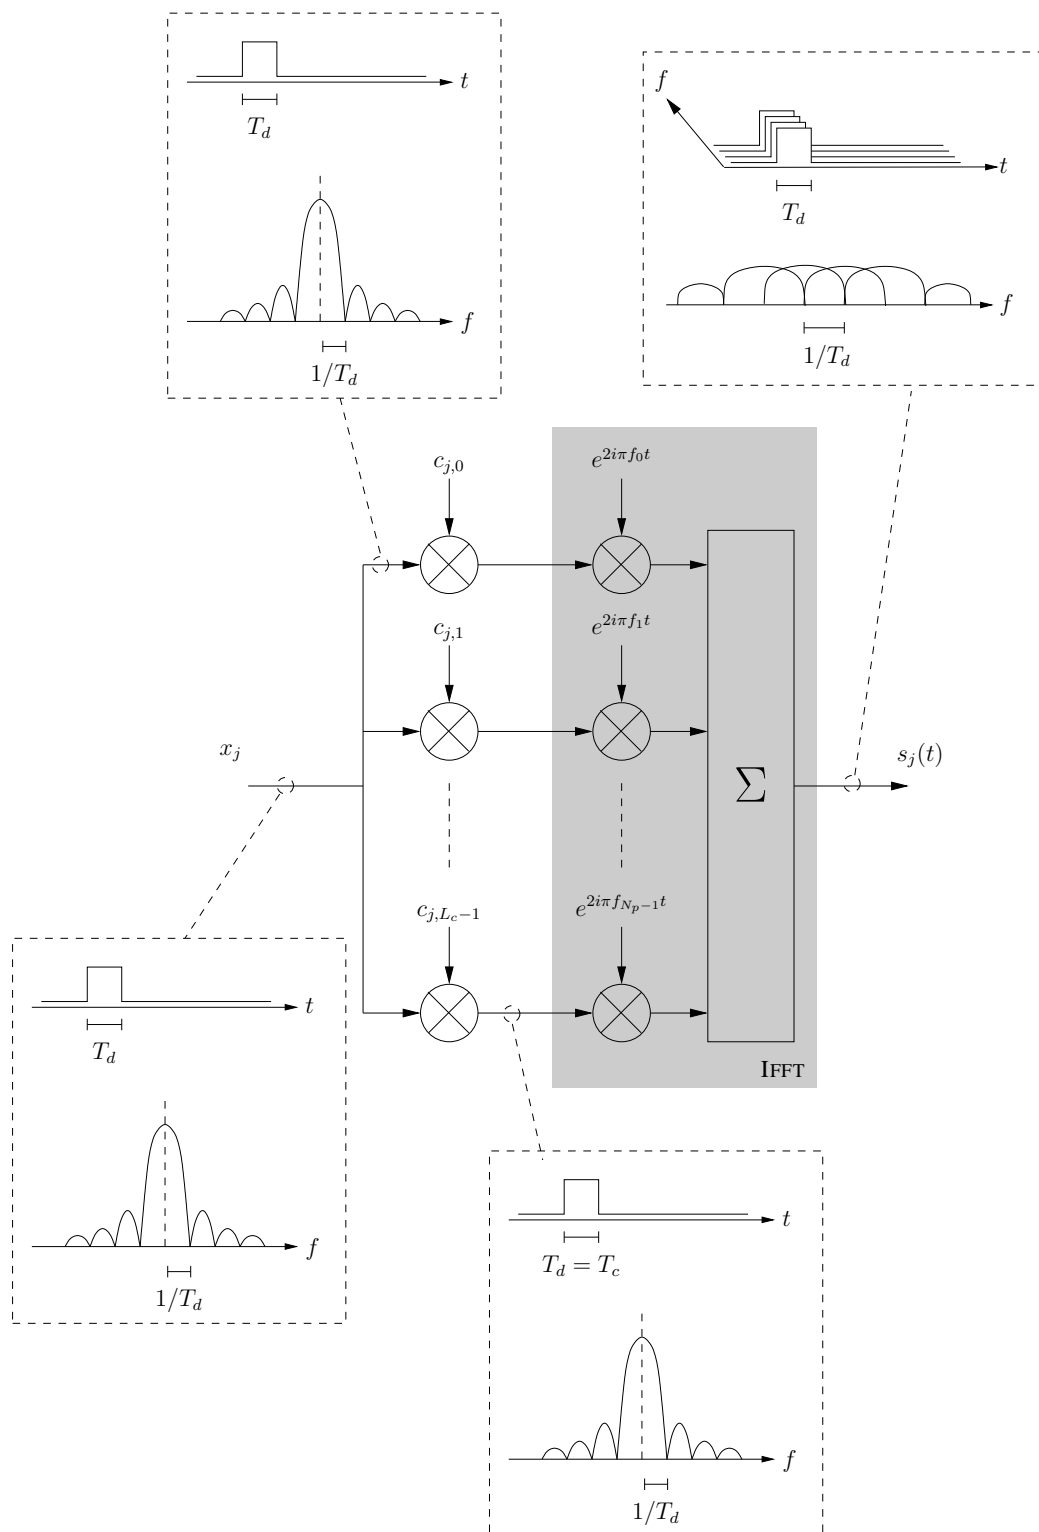 t
T_d
f
1/T_d
f
t
T_d
f
1/T_d
c_{j,0}
e^{2iπf_0t}
c_{j,1}
e^{2iπf_1t}
x_j
∑
s_j(t)
c_{j,L_c−1}
e^{2iπf_{N_p−1}t}
IFFT
t
T_d
f
1/T_d
t
T_d = T_c
f
1/T_d